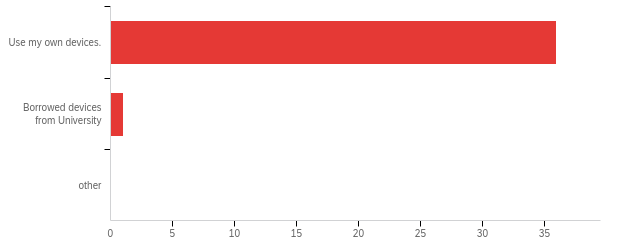 Use my own devices.
Borrowed devices
from University
other
0 5 10 15 20 25 30 35